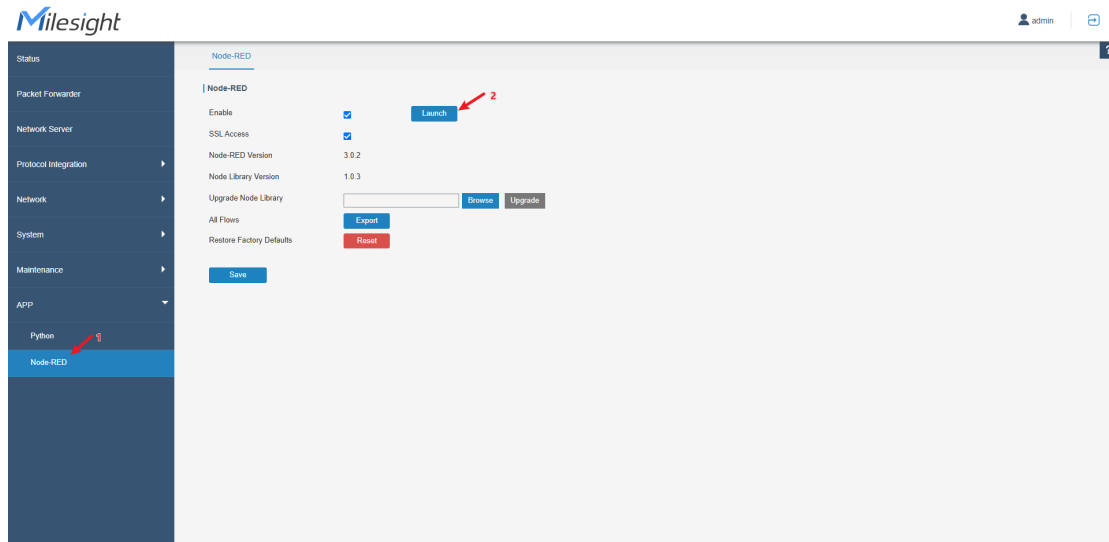 Milesight
admin
Status
Packet Forwarder
Network Server
Protocol Integration
Network
System
Maintenance
APP
Python
1
Node-RED
Node-RED
Node-RED
Enable
Launch
2
SSL Access
Node-RED Version 3.0.2
Node Library Version 1.0.3
Upgrade Node Library Browse Upgrade
All Flows Export
Restore Factory Defaults Reset
Save
?